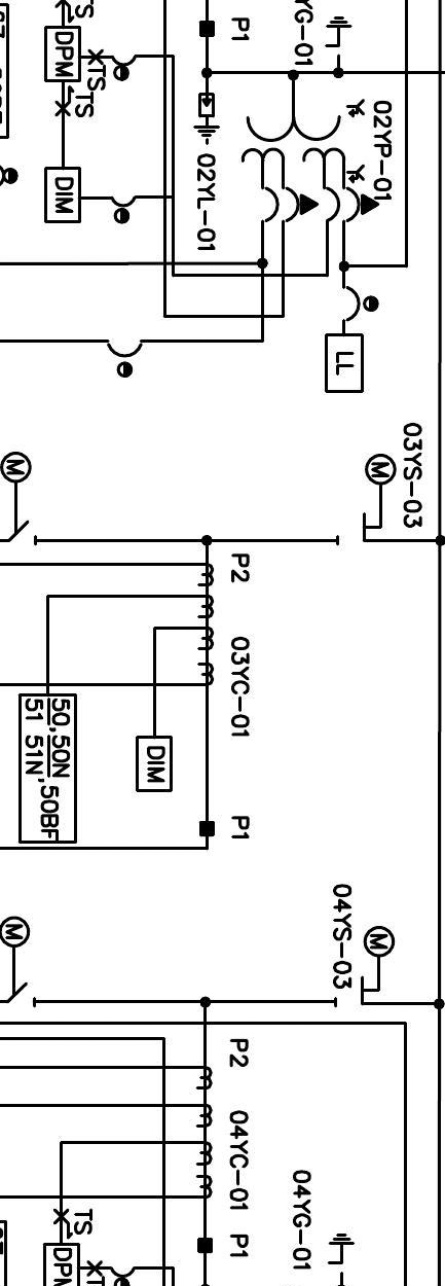 P1
YG-01
TS
DPM
TS
TS
02YP-01
Y
Y
DIM
02YL-01
LL
03YS-03
M
M
P2
03YC-01
DIM
50,50N
51 51N,50BF
P1
04YS-03
M
M
P2
04YC-01
04YG-01
TS
P1
DPM